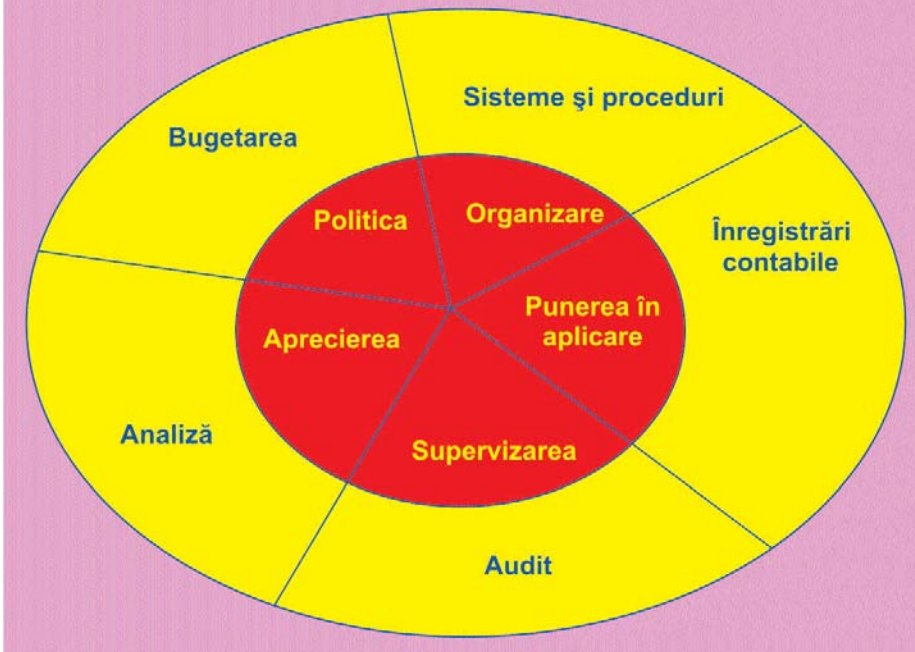 Sisteme şi proceduri
Bugetarea
Politica
Organizare
Înregistrări
contabile
Punerea în
aplicare
Aprecierea
Analiză
Supervizarea
Audit